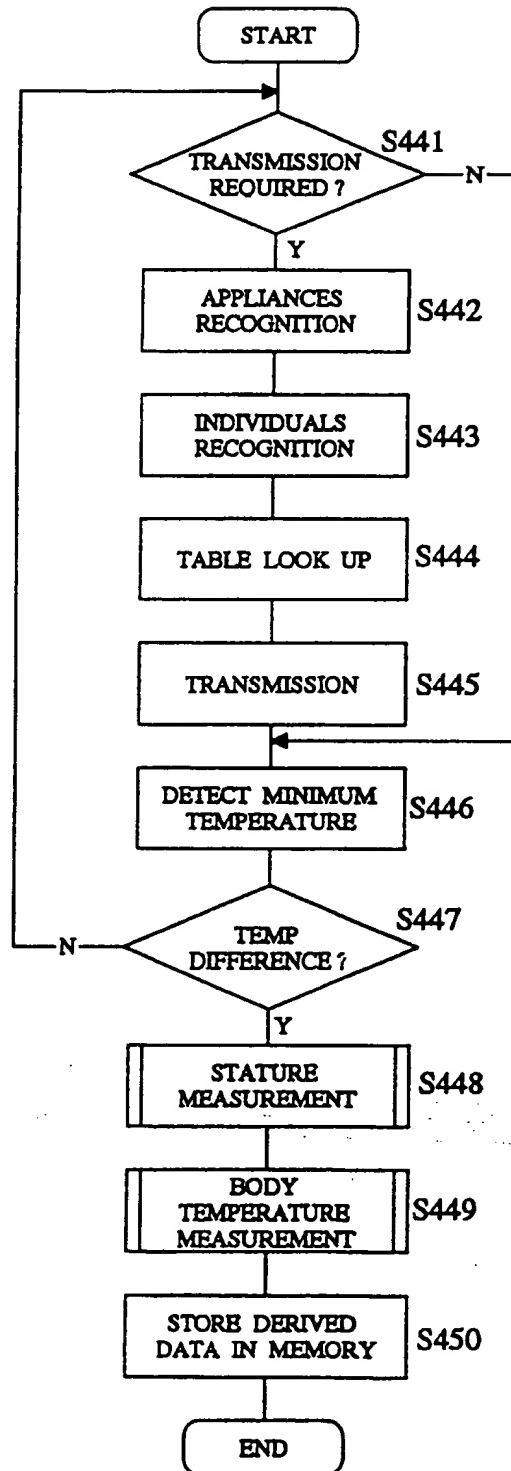 START
S441
TRANSMISSION
REQUIRED ?
N
Y
APPLIANCES
RECOGNITION
S442
INDIVIDUALS
RECOGNITION
S443
TABLE LOOK UP
S444
TRANSMISSION
S445
DETECT MINIMUM
TEMPERATURE
S446
S447
TEMP
DIFFERENCE ?
N
Y
STATURE
MEASUREMENT
S448
BODY
TEMPERATURE
MEASUREMENT
S449
STORE DERIVED
DATA IN MEMORY
S450
END